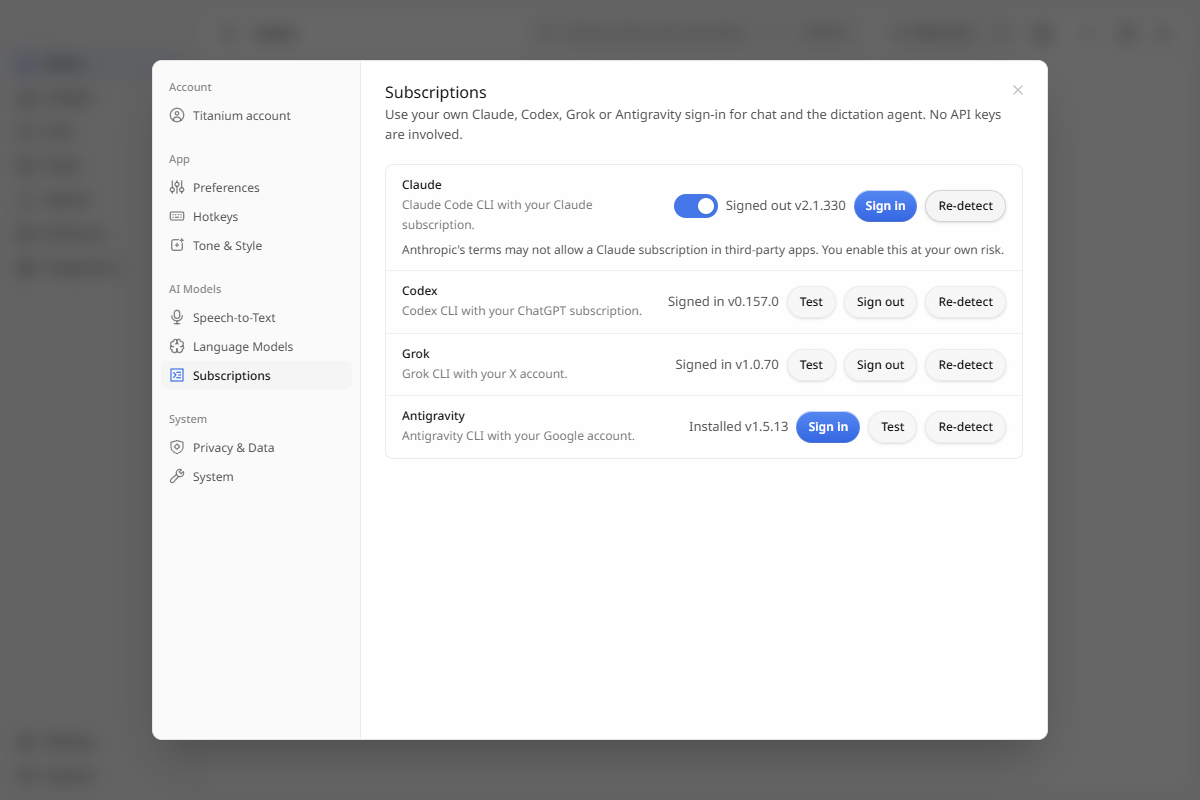 Account
Titanium account
App
Preferences
Hotkeys
Tone & Style
AI Models
Speech-to-Text
Language Models
Subscriptions
System
Privacy & Data
System
Subscriptions
Use your own Claude, Codex, Grok or Antigravity sign-in for chat and the dictation agent. No API keys
are involved.
Claude
Claude Code CLI with your Claude
subscription.
Signed out v2.1.330 Sign in Re-detect
Anthropic's terms may not allow a Claude subscription in third-party apps. You enable this at your own risk.
Codex
Codex CLI with your ChatGPT subscription.
Signed in v0.157.0 Test Sign out Re-detect
Grok
Grok CLI with your X account.
Signed in v1.0.70 Test Sign out Re-detect
Antigravity
Antigravity CLI with your Google account.
Installed v1.5.13 Sign in Test Re-detect